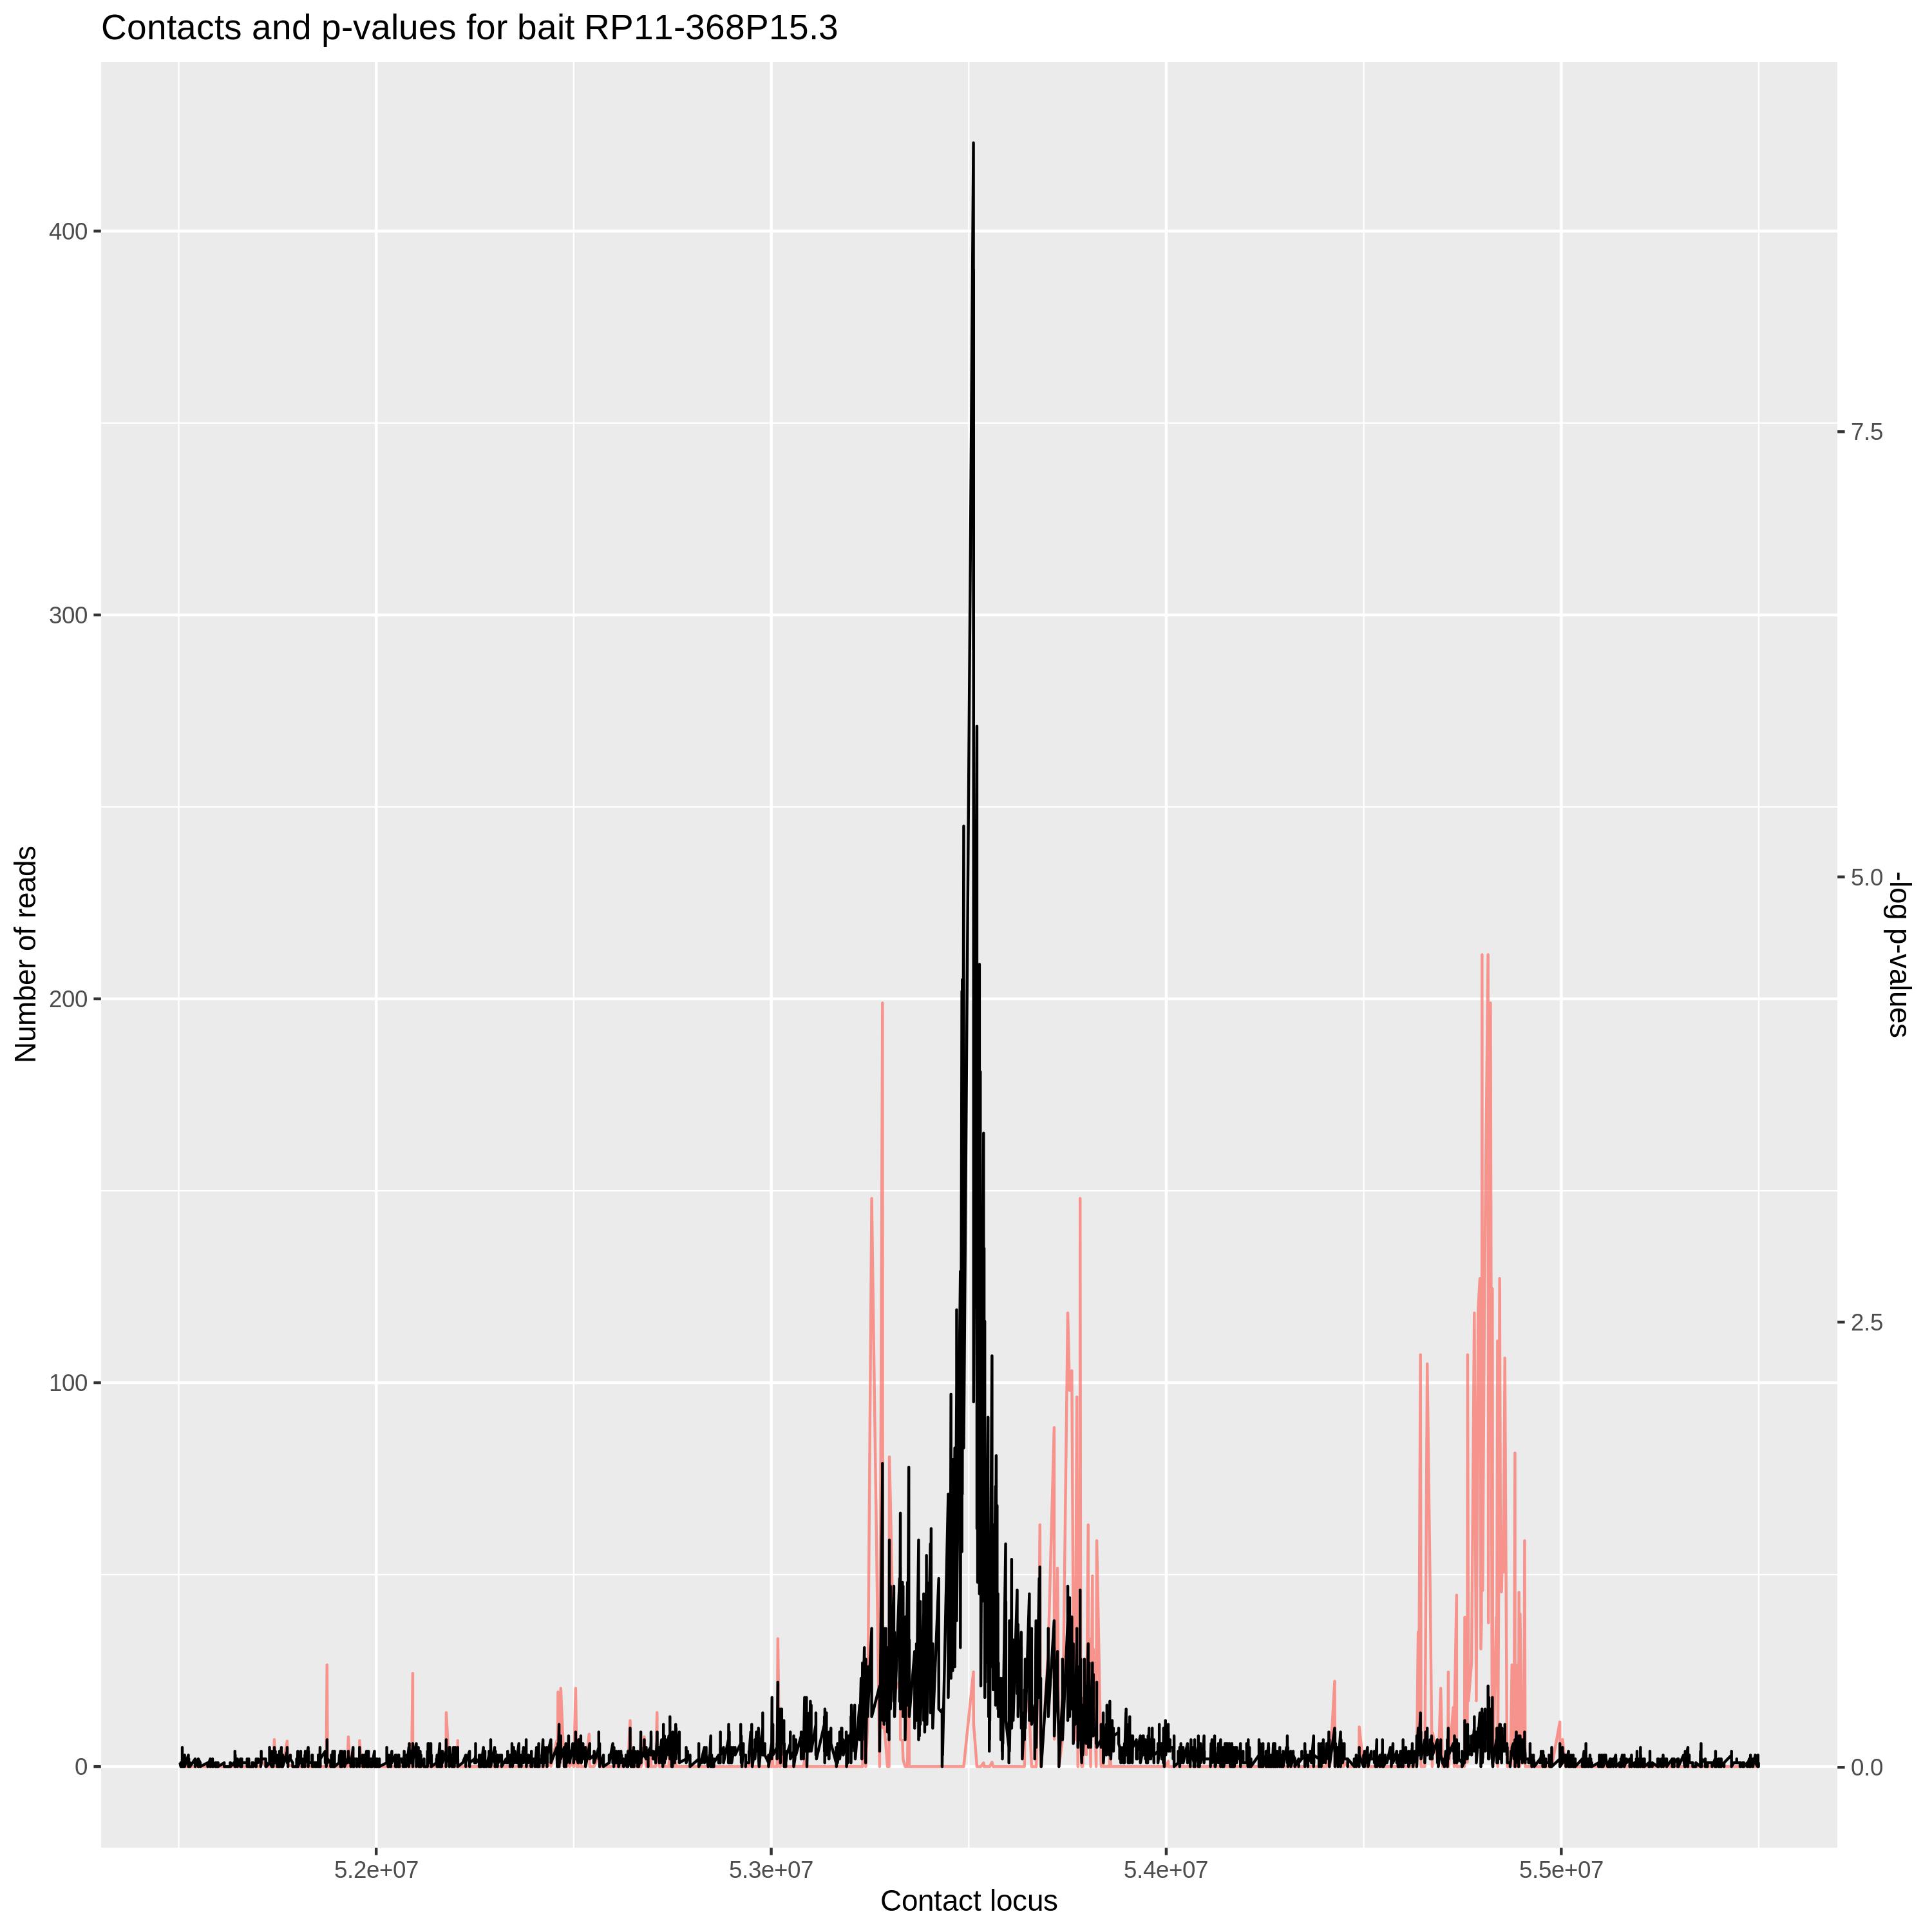 Contacts and p-values for bait RP11-368P15.3
400
300
200
100
0
Number of reads
7.5
5.0
2.5
0.0
-log p-values
5.2e+07
5.3e+07
5.4e+07
5.5e+07
Contact locus